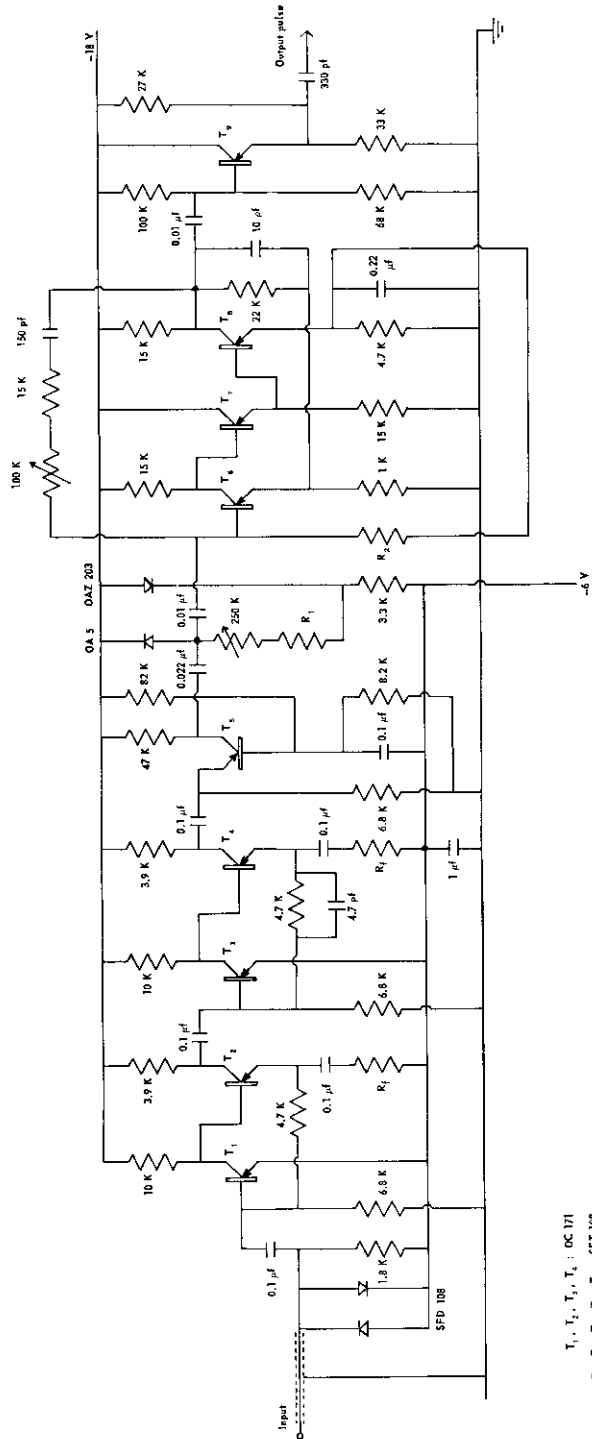 -18 V
27 K
Output pulse
330 pf
T₉
33 K
100 K
0.01 µf
68 K
10 pf
150 pf
15 K
22 K
T₈
0.22 µf
4.7 K
15 K
T₇
15 K
100 K
15 K
T₆
1 K
R₂
OAZ 203
0.01 µf
OA 5
250 K
R₁
3.3 K
-6 V
82 K
0.022 µf
47 K
T₅
8.2 K
0.1 µf
0.1 µf
6.8 K
3.9 K
T₄
0.1 µf
R_f
1 µf
4.7 K
4.7 pf
10 K
T₃
6.8 K
0.1 µf
3.9 K
T₂
0.1 µf
R_f
4.7 K
10 K
T₁
6.8 K
0.1 µf
1.8 K
SFD 108
Input
T₁, T₂, T₃, T₄ : OC 171